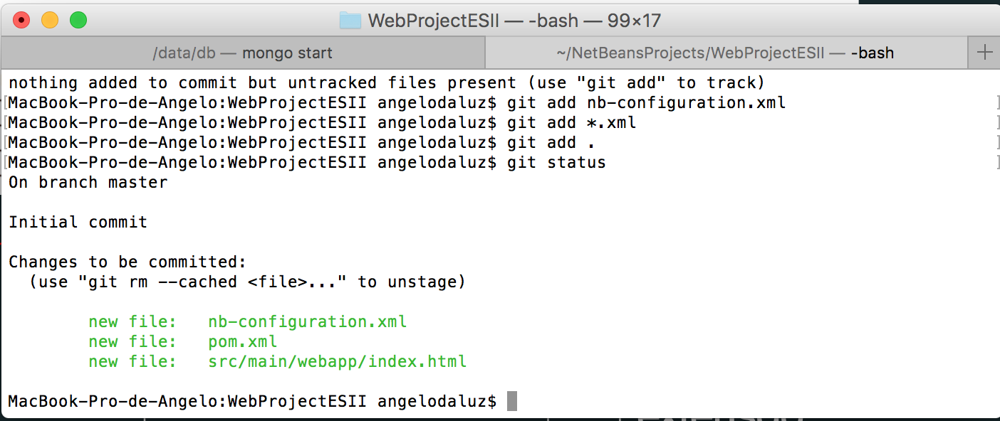 WebProjectESII — -bash — 99×17
/data/db — mongo start
~/NetBeansProjects/WebProjectESII — -bash
nothing added to commit but untracked files present (use "git add" to track)
[MacBook-Pro-de-Angelo:WebProjectESII angelodaluz$ git add nb-configuration.xml ]
[MacBook-Pro-de-Angelo:WebProjectESII angelodaluz$ git add *.xml ]
[MacBook-Pro-de-Angelo:WebProjectESII angelodaluz$ git add . ]
[MacBook-Pro-de-Angelo:WebProjectESII angelodaluz$ git status ]
On branch master
Initial commit
Changes to be committed:
(use "git rm --cached <file>..." to unstage)
new file: nb-configuration.xml
new file: pom.xml
new file: src/main/webapp/index.html
MacBook-Pro-de-Angelo:WebProjectESII angelodaluz$